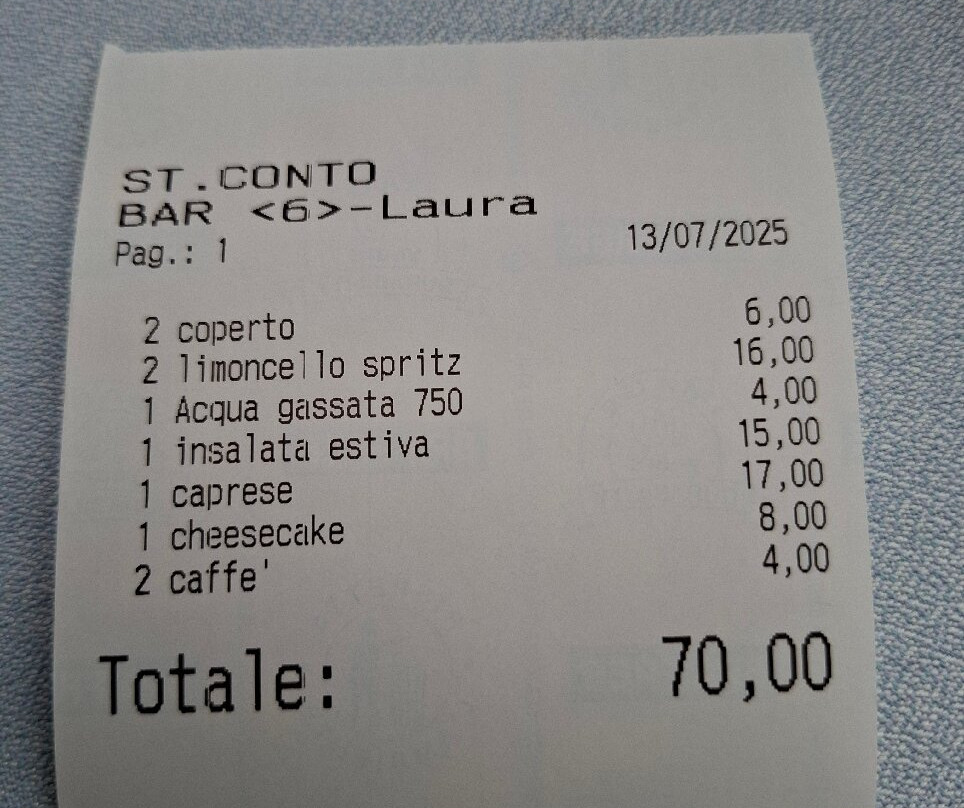 ST.CONTO
BAR <6>-Laura
Pag.: 1 13/07/2025
2 coperto 6,00
2 limoncello spritz 16,00
1 Acqua gassata 750 4,00
1 insalata estiva 15,00
1 caprese 17,00
1 cheesecake 8,00
2 caffe' 4,00
Totale: 70,00